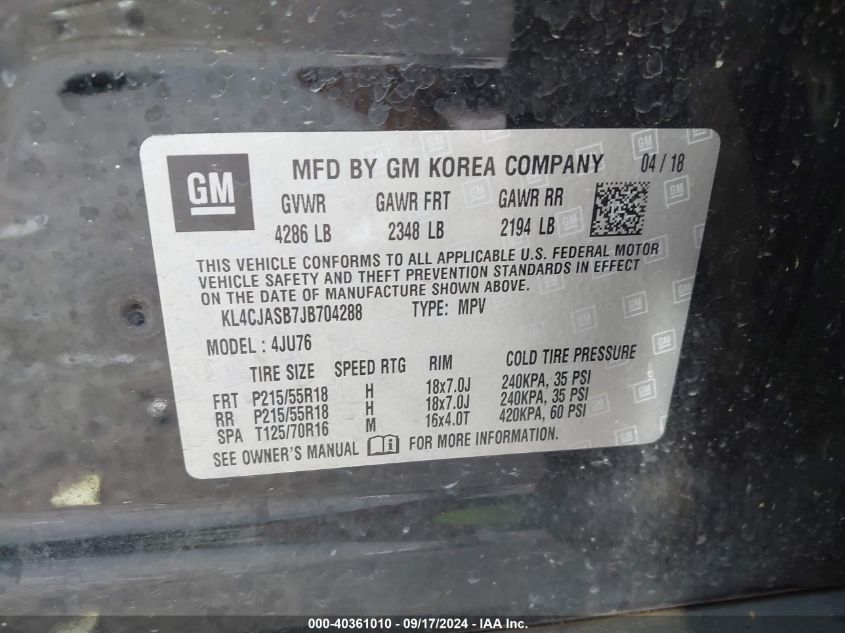 GM MFD BY GM KOREA COMPANY 04 / 18
GVWR GAWR FRT GAWR RR
4286 LB 2348 LB 2194 LB
THIS VEHICLE CONFORMS TO ALL APPLICABLE U.S. FEDERAL MOTOR
VEHICLE SAFETY AND THEFT PREVENTION STANDARDS IN EFFECT
ON THE DATE OF MANUFACTURE SHOWN ABOVE.
KL4CJASB7JB704288 TYPE: MPV
MODEL : 4JU76
TIRE SIZE SPEED RTG RIM COLD TIRE PRESSURE
FRT P215/55R18 H 18x7.0J 240KPA, 35 PSI
RR P215/55R18 H 18x7.0J 240KPA, 35 PSI
SPA T125/70R16 M 16x4.0T 420KPA, 60 PSI
SEE OWNER'S MANUAL FOR MORE INFORMATION.
000-40361010 - 09/17/2024 - IAA Inc.